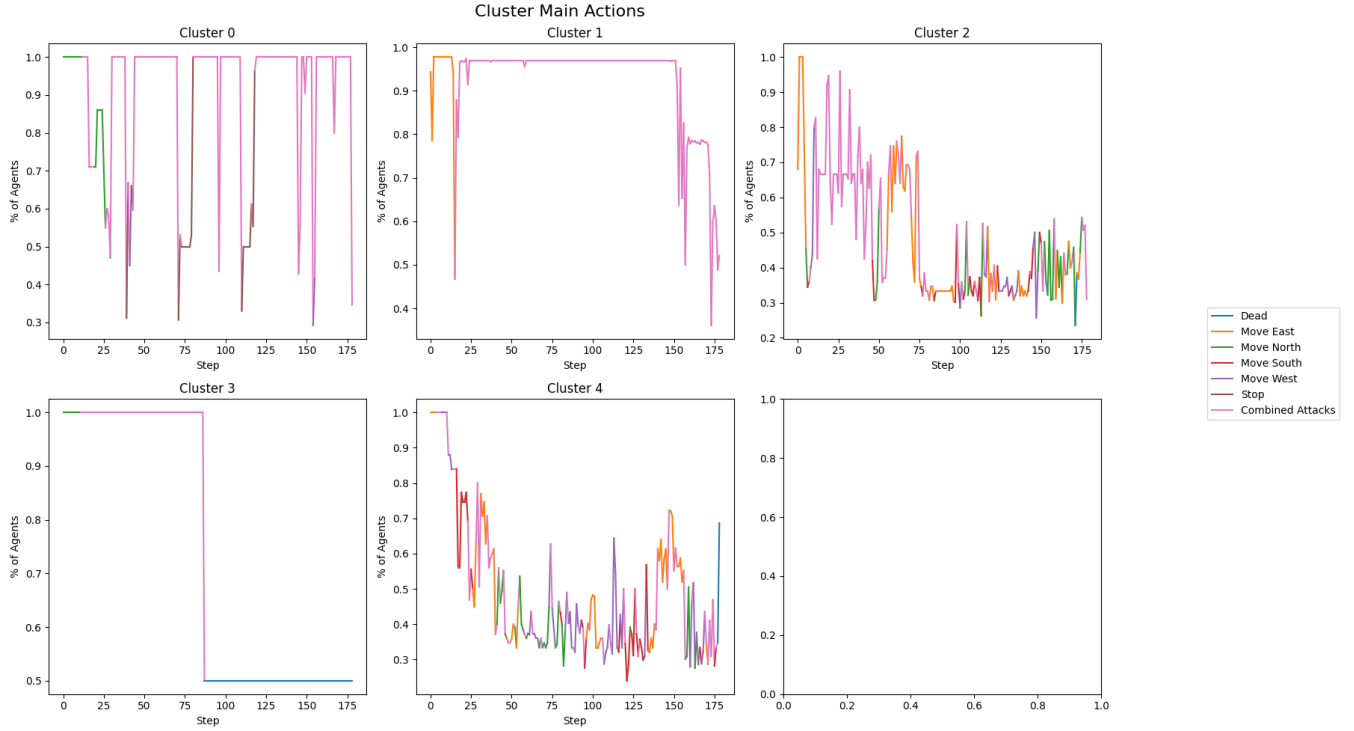 Cluster Main Actions
Cluster 0
Cluster 1
Cluster 2
1.0
0.9
0.8
0.7
0.6
0.5
0.4
0.3
% of Agents
0 25 50 75 100 125 150 175
Step
1.0
0.9
0.8
0.7
0.6
0.5
0.4
% of Agents
0 25 50 75 100 125 150 175
Step
1.0
0.9
0.8
0.7
0.6
0.5
0.4
0.3
0.2
% of Agents
0 25 50 75 100 125 150 175
Step
Dead
Move East
Move North
Move South
Move West
Stop
Combined Attacks
Cluster 3
Cluster 4
1.0
0.9
0.8
0.7
0.6
0.5
% of Agents
0 25 50 75 100 125 150 175
Step
1.0
0.9
0.8
0.7
0.6
0.5
0.4
0.3
% of Agents
0 25 50 75 100 125 150 175
Step
1.0
0.8
0.6
0.4
0.2
0.0
0.0 0.2 0.4 0.6 0.8 1.0